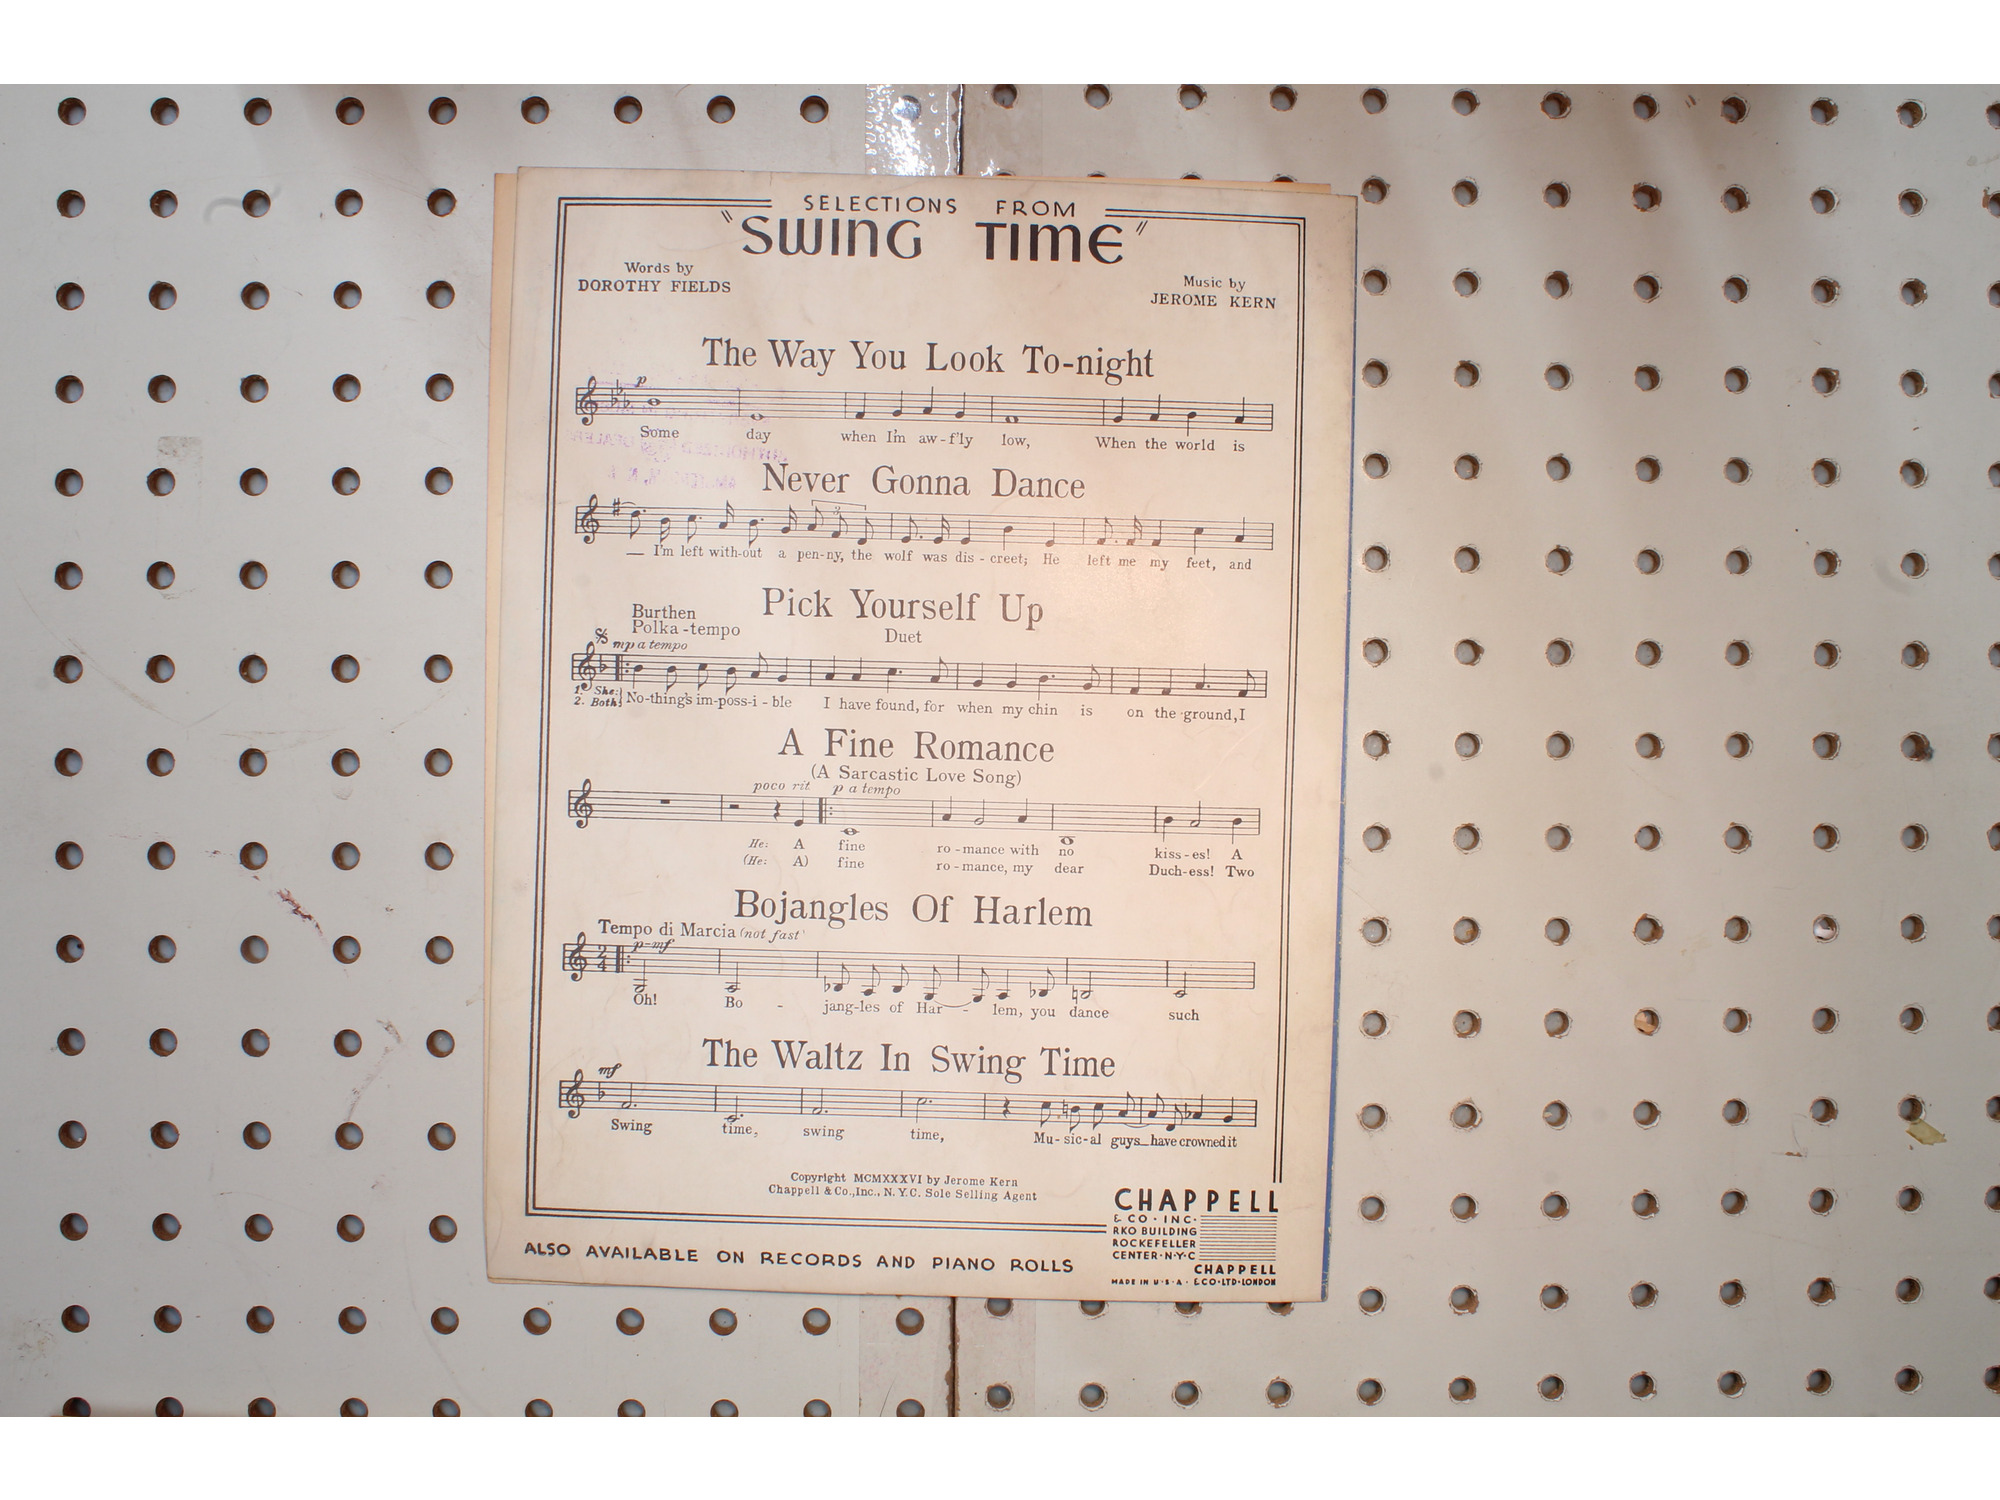 SELECTIONS FROM
"SWING TIME"
Words by
DOROTHY FIELDS
Music by
JEROME KERN
The Way You Look To-night
p
Some day when I'm aw-f'ly low, When the world is
Never Gonna Dance
3
I'm left with-out a pen-ny, the wolf was dis-creet; He left me my feet, and
Pick Yourself Up
Duet
Burthen
Polka-tempo
mp a tempo
1. She:
2. Both:
No-thing's im-poss-i-ble I have found, for when my chin is on the ground, I
A Fine Romance
(A Sarcastic Love Song)
poco rit. p a tempo
He: A fine ro-mance with no kiss-es! A
(He: A) fine ro-mance, my dear Duch-ess! Two
Bojangles Of Harlem
Tempo di Marcia (not fast
p-mf
2
4
Oh! Bo - jang-les of Har - lem, you dance such
The Waltz In Swing Time
mf
Swing time, swing time, Mu-sic-al guys have crowned it
Copyright MCMXXXVI by Jerome Kern
Chappell & Co., Inc., N.Y.C. Sole Selling Agent
CHAPPELL
& CO · INC·
RKO BUILDING
ROCKEFELLER
CENTER·N·Y·C
CHAPPELL
MADE IN U·S·A · & CO·LTD·LONDON
ALSO AVAILABLE ON RECORDS AND PIANO ROLLS